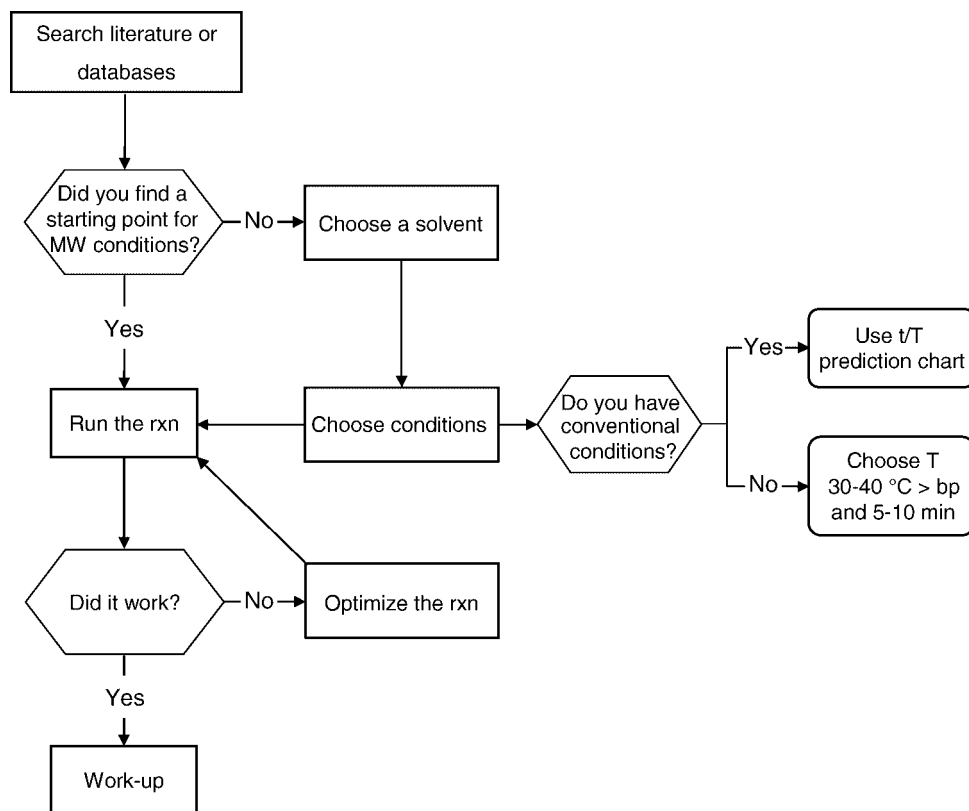 Search literature or
databases
Did you find a
starting point for
MW conditions?
No
Choose a solvent
Yes
Run the rxn
Choose conditions
Do you have
conventional
conditions?
Yes
Use t/T
prediction chart
No
Choose T
30-40 °C > bp
and 5-10 min
Did it work?
No
Optimize the rxn
Yes
Work-up